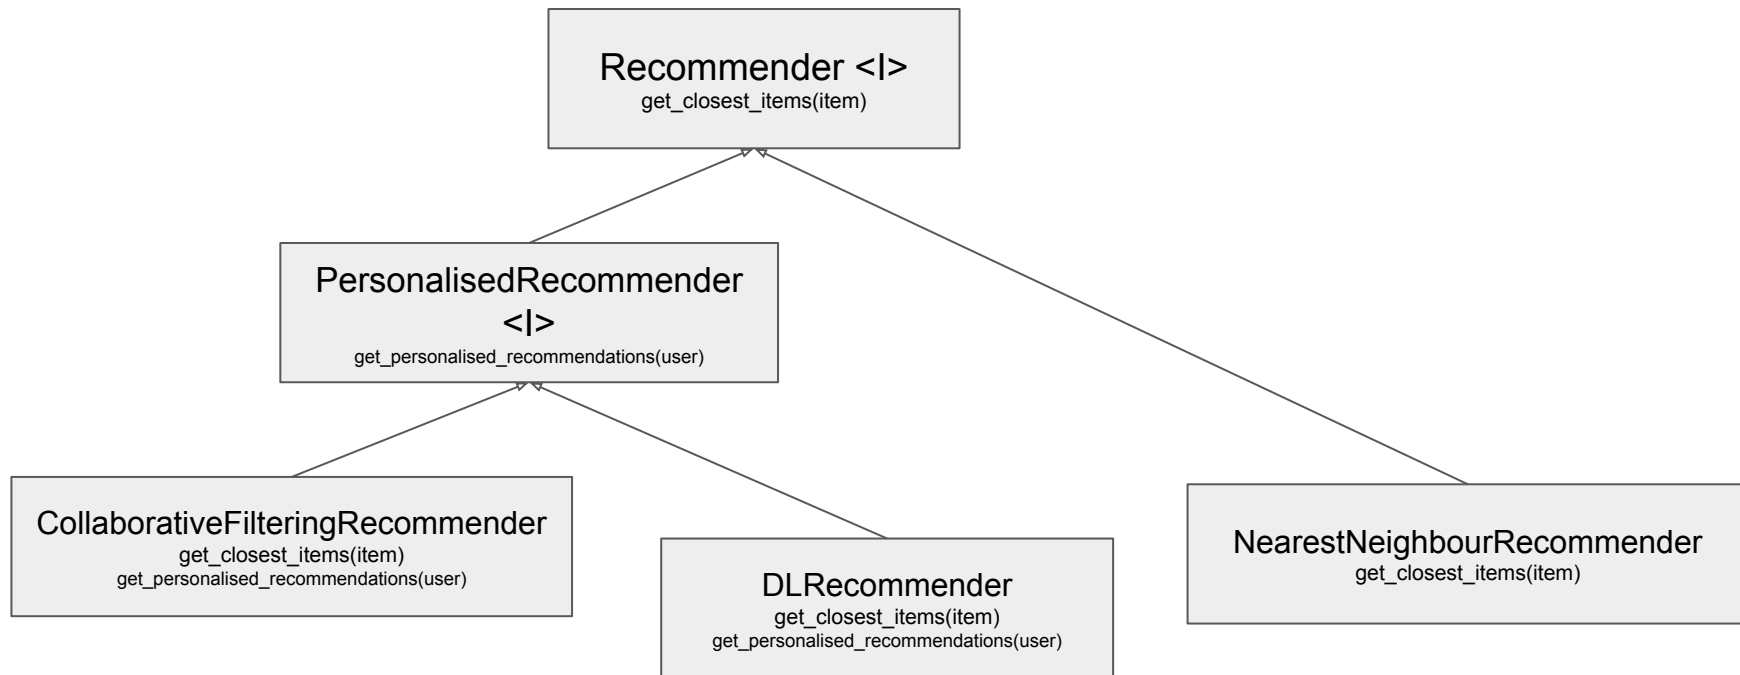 Recommender <I>
get_closest_items(item)
PersonalisedRecommender
<I>
get_personalised_recommendations(user)
CollaborativeFilteringRecommender
get_closest_items(item)
get_personalised_recommendations(user)
DLRecommender
get_closest_items(item)
get_personalised_recommendations(user)
NearestNeighbourRecommender
get_closest_items(item)